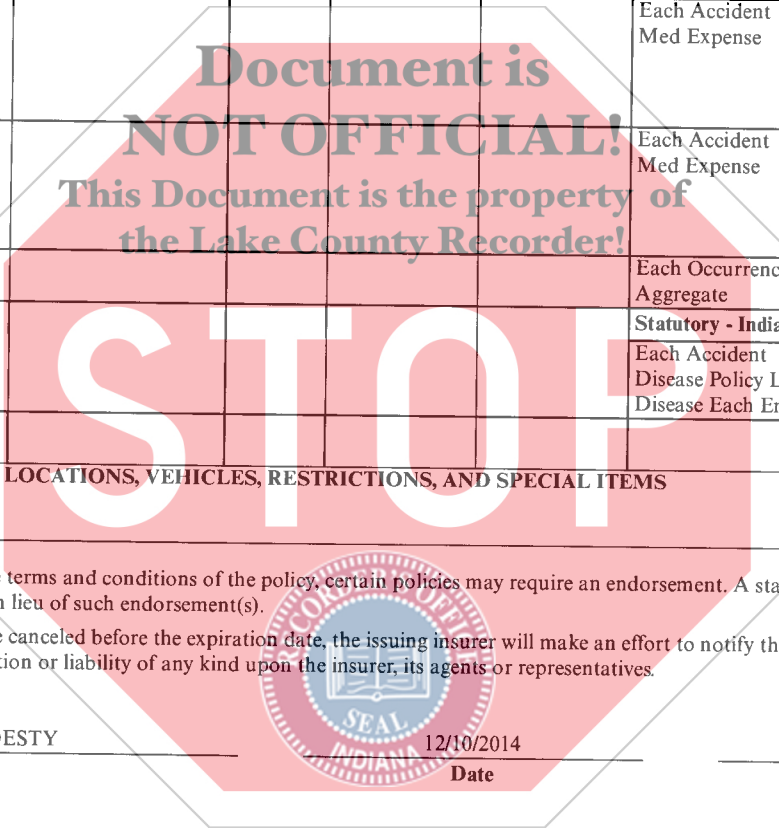 Each Accident
Med Expense
Document is
NOT OFFICIAL!
Each Accident
Med Expense
This Document is the property of
the Lake County Recorder!
Each Occurrenc
Aggregate
Statutory - India
Each Accident
Disease Policy L
Disease Each En
STOP
LOCATIONS, VEHICLES, RESTRICTIONS, AND SPECIAL ITEMS
terms and conditions of the policy, certain policies may require an endorsement. A sta
n lieu of such endorsement(s).
e canceled before the expiration date, the issuing insurer will make an effort to notify th
tion or liability of any kind upon the insurer, its agents or representatives.
RECORDER'S OFFICE
SEAL
INDIANA
ESTY
12/10/2014
Date